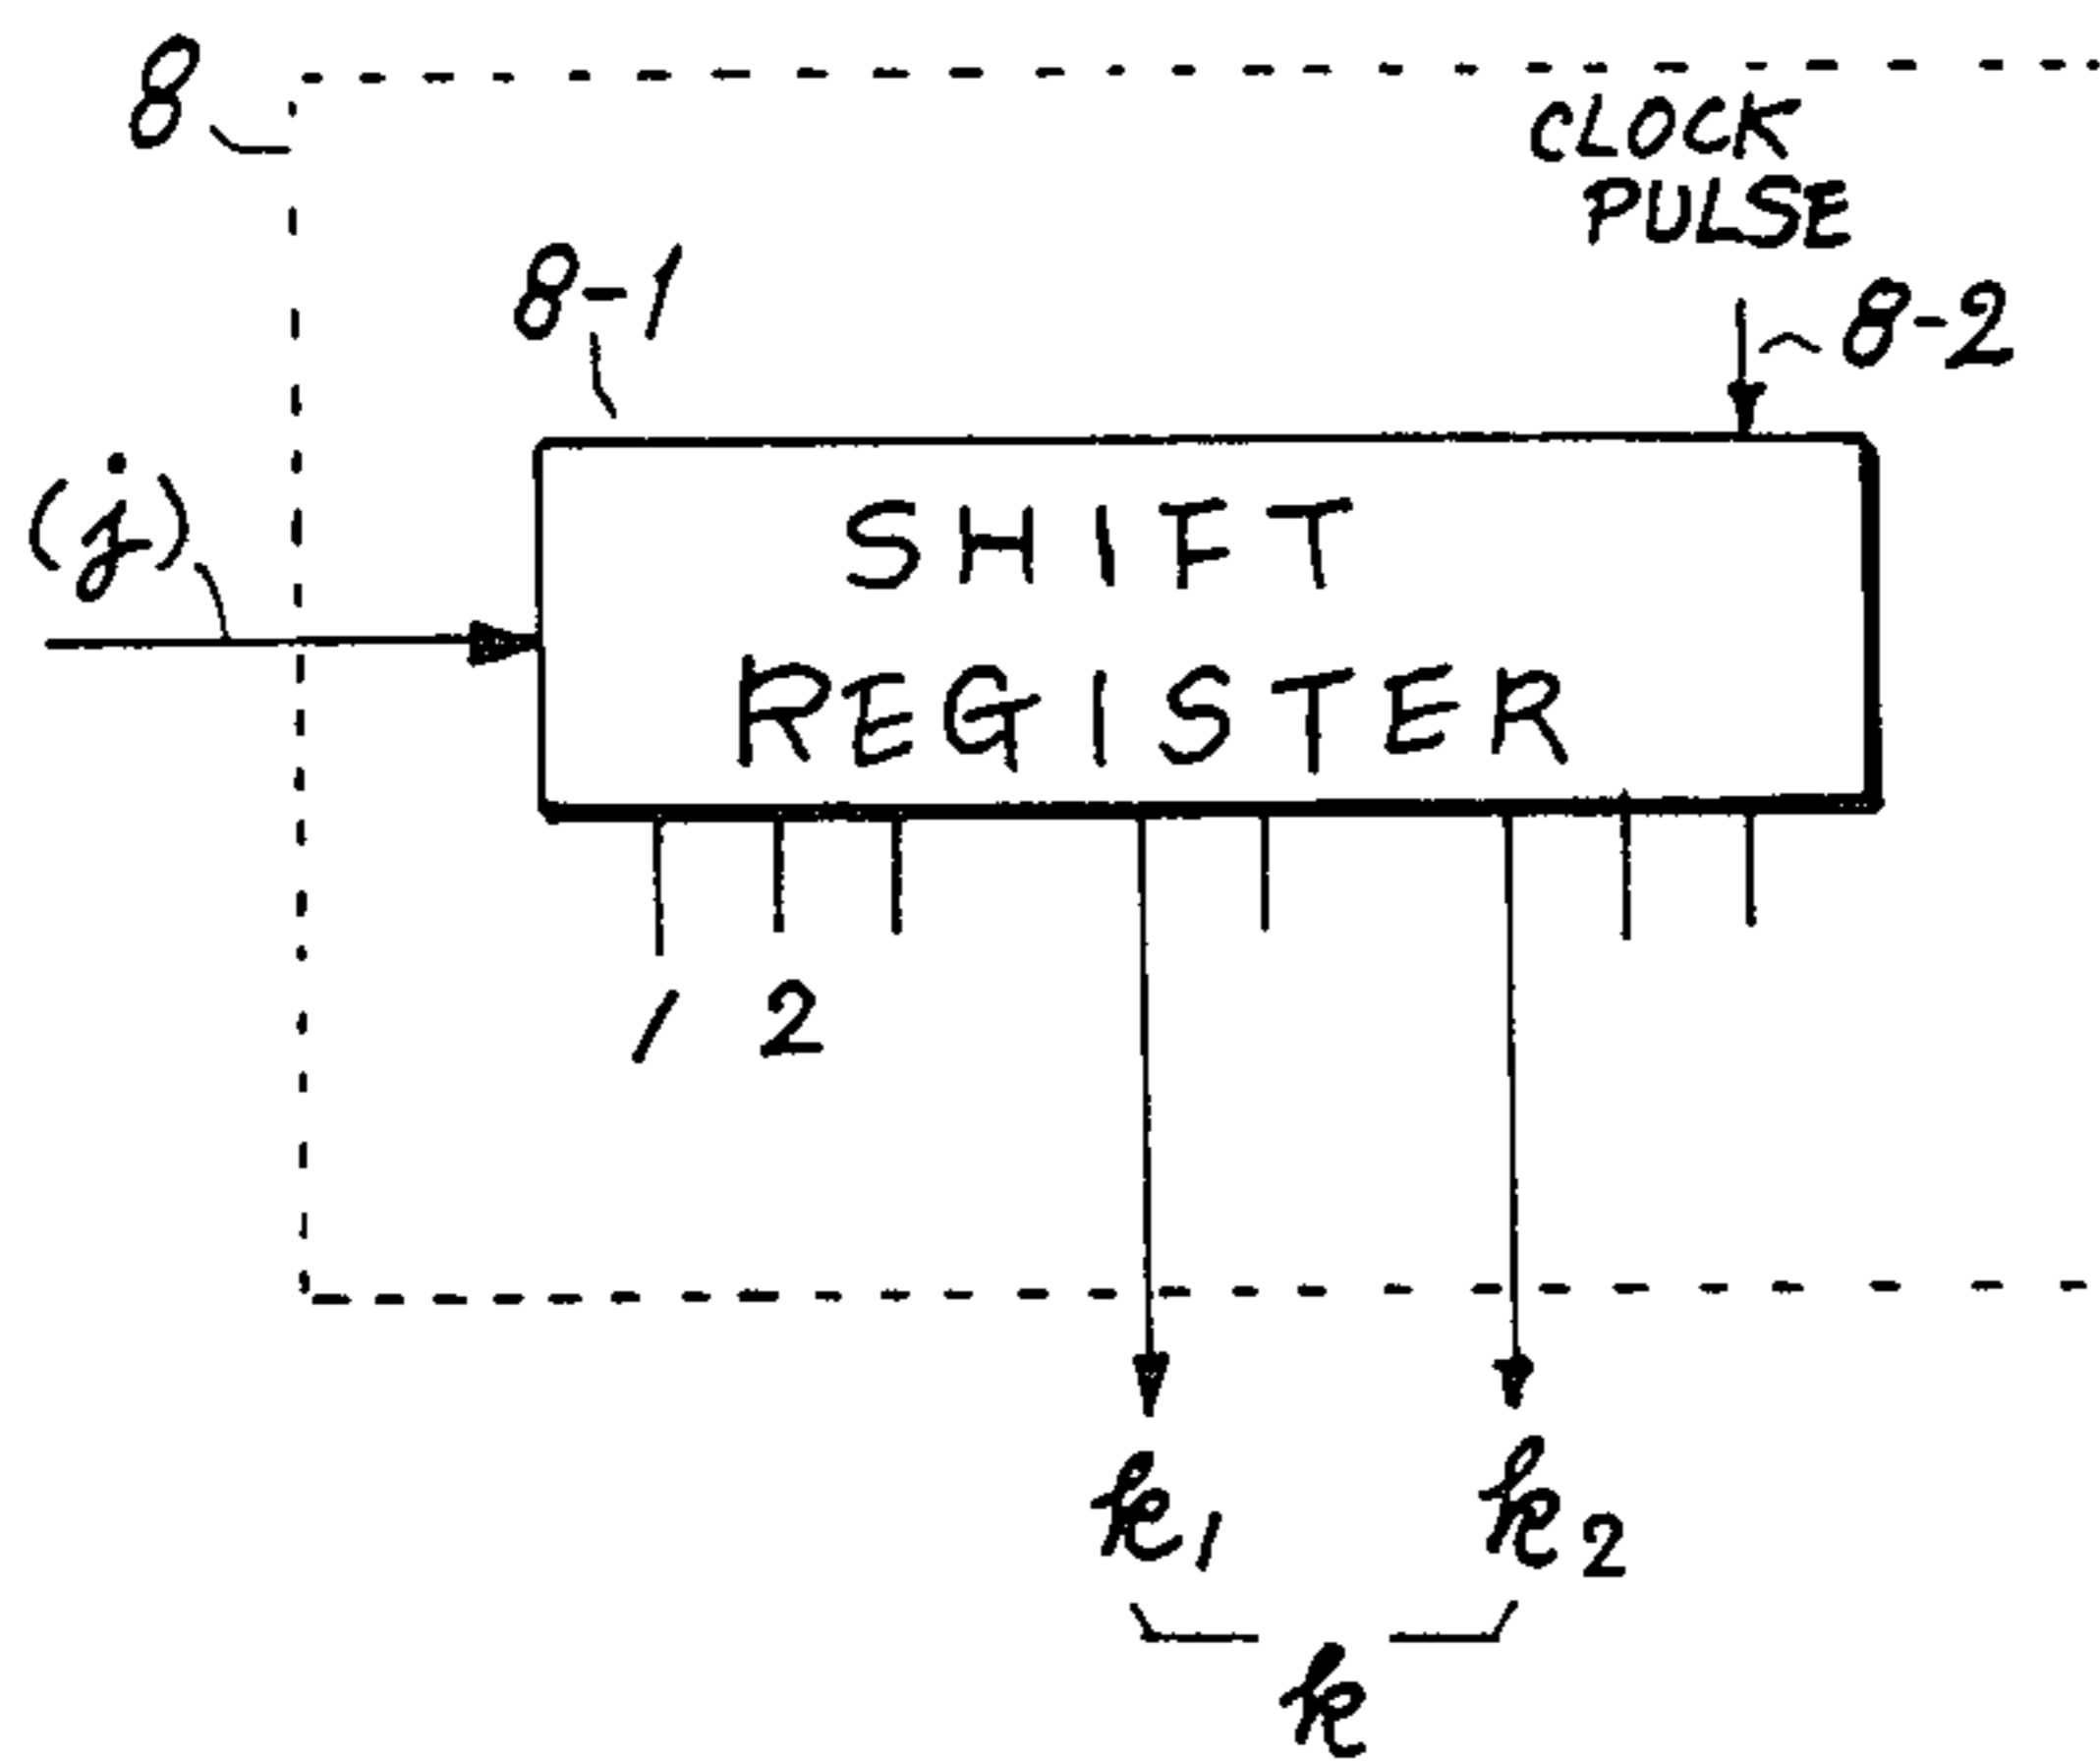 8
CLOCK
PULSE
8-1
8-2
(j)
SHIFT
REGISTER
1 2
k1 k2
k